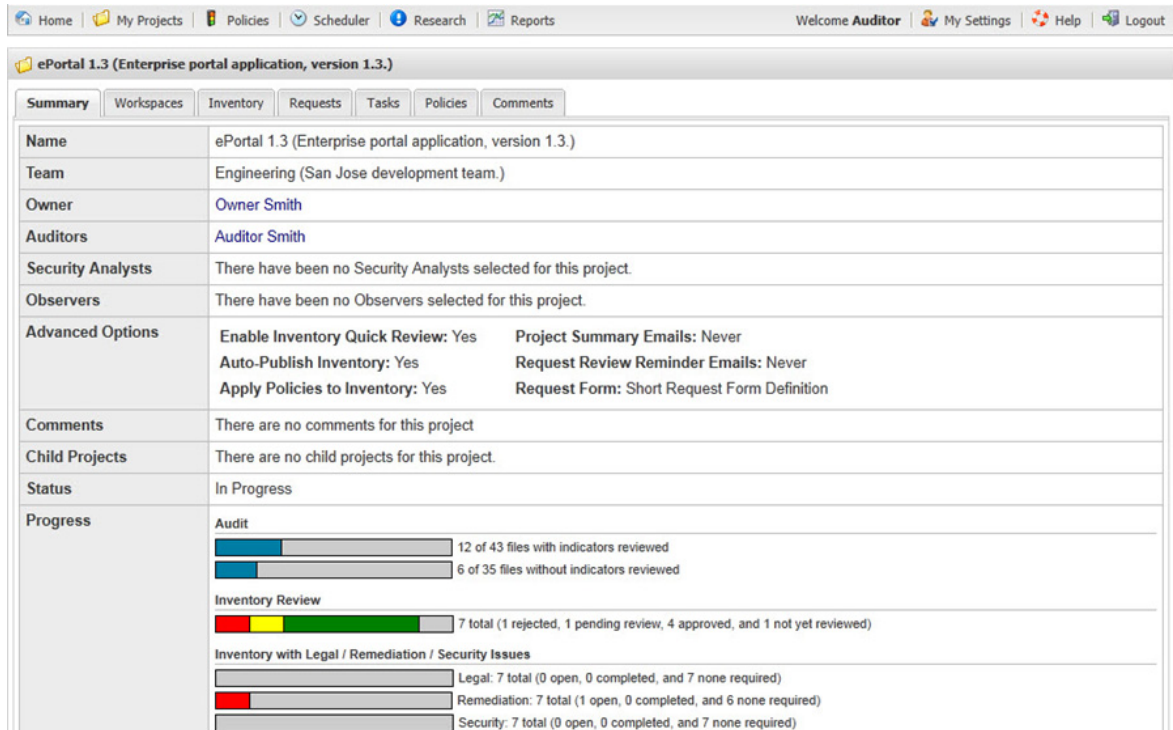 Home | My Projects | Policies | Scheduler | Research | Reports Welcome Auditor | My Settings | Help | Logout
ePortal 1.3 (Enterprise portal application, version 1.3.)
Summary Workspaces Inventory Requests Tasks Policies Comments
Name ePortal 1.3 (Enterprise portal application, version 1.3.)
Team Engineering (San Jose development team.)
Owner Owner Smith
Auditors Auditor Smith
Security Analysts There have been no Security Analysts selected for this project.
Observers There have been no Observers selected for this project.
Advanced Options Enable Inventory Quick Review: Yes Project Summary Emails: Never
Auto-Publish Inventory: Yes Request Review Reminder Emails: Never
Apply Policies to Inventory: Yes Request Form: Short Request Form Definition
Comments There are no comments for this project
Child Projects There are no child projects for this project.
Status In Progress
Progress Audit
12 of 43 files with indicators reviewed
6 of 35 files without indicators reviewed
Inventory Review
7 total (1 rejected, 1 pending review, 4 approved, and 1 not yet reviewed)
Inventory with Legal / Remediation / Security Issues
Legal: 7 total (0 open, 0 completed, and 7 none required)
Remediation: 7 total (1 open, 0 completed, and 6 none required)
Security: 7 total (0 open, 0 completed, and 7 none required)